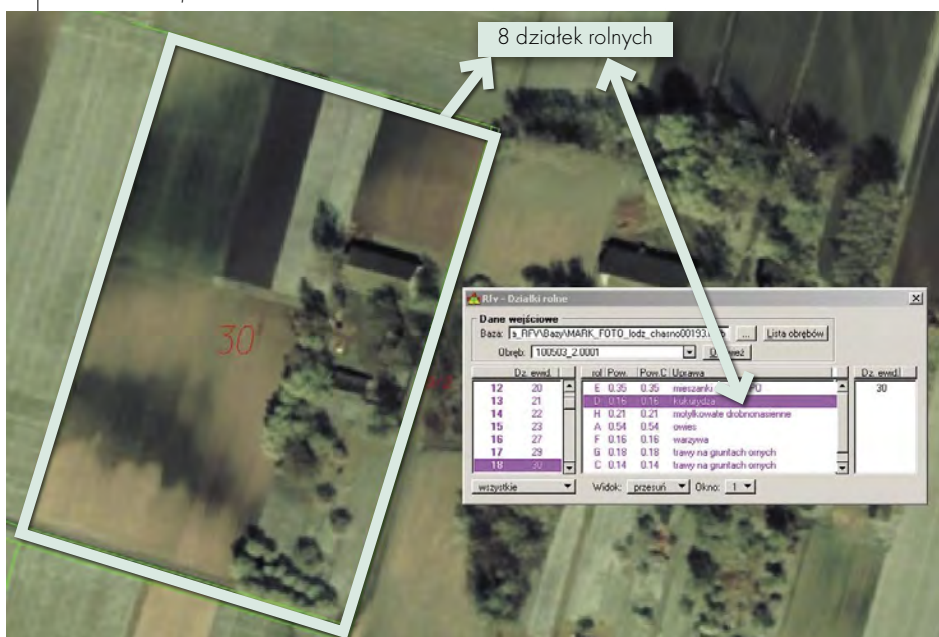 8 działek rolnych
30
Rfv - Działki rolne
Dane wejściowe
Baza: s_RFV\Bazy\MARK_FOTO_lodz_chasno00193. ... Lista obrębów
Obręb: 100503_2.0001
Dz. ewid. rol Pow. Pow.C Uprawa Dz. ewid.
12 20 E 0.35 0.35 mieszanki 30
13 21 D 0.16 0.16 kukurydza
14 22 H 0.21 0.21 motylkowate drobnonasienne
15 23 A 0.54 0.54 owies
16 27 F 0.16 0.16 warzywa
17 29 G 0.18 0.18 trawy na gruntach ornych
18 30 C 0.14 0.14 trawy na gruntach ornych
wszystkie Widok: przesuń Okno: 1